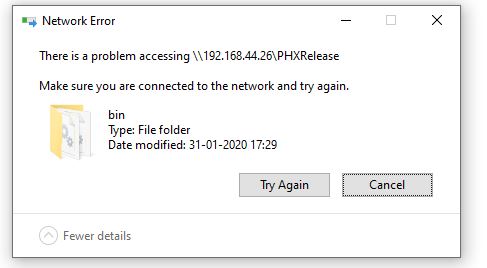 Network Error
There is a problem accessing \\192.168.44.26\PHXRelease
Make sure you are connected to the network and try again.
bin
Type: File folder
Date modified: 31-01-2020 17:29
Try Again
Cancel
Fewer details